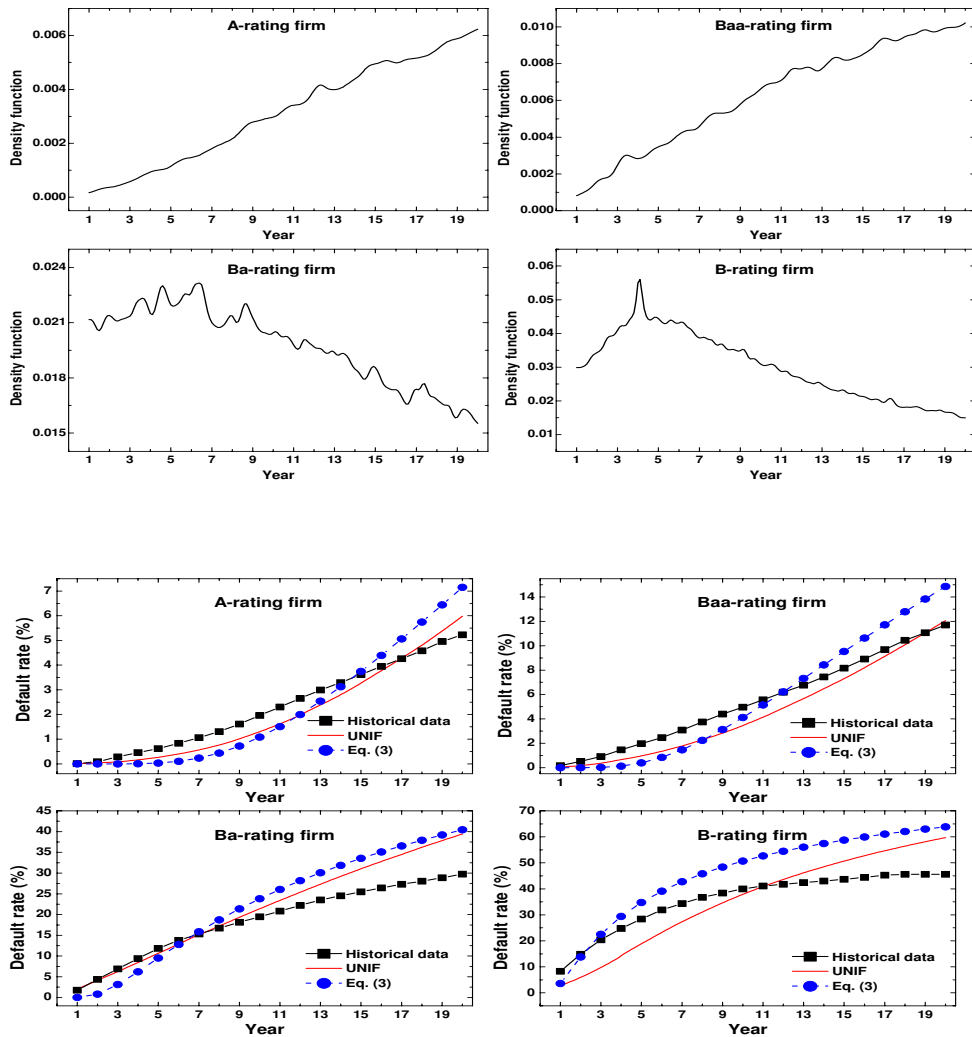 A-rating firm
Density function
0.006
0.004
0.002
0.000
1 3 5 7 9 11 13 15 17 19
Year
Baa-rating firm
Density function
0.010
0.008
0.006
0.004
0.002
0.000
1 3 5 7 9 11 13 15 17 19
Year
Ba-rating firm
Density function
0.024
0.021
0.018
0.015
1 3 5 7 9 11 13 15 17 19
Year
B-rating firm
Density function
0.06
0.05
0.04
0.03
0.02
0.01
1 3 5 7 9 11 13 15 17 19
Year
A-rating firm
Default rate (%)
7
6
5
4
3
2
1
0
Historical data
UNIF
Eq. (3)
1 3 5 7 9 11 13 15 17 19
Year
Baa-rating firm
Default rate (%)
14
12
10
8
6
4
2
0
Historical data
UNIF
Eq. (3)
1 3 5 7 9 11 13 15 17 19
Year
Ba-rating firm
Default rate (%)
45
40
35
30
25
20
15
10
5
0
Historical data
UNIF
Eq. (3)
1 3 5 7 9 11 13 15 17 19
Year
B-rating firm
Default rate (%)
70
60
50
40
30
20
10
0
Historical data
UNIF
Eq. (3)
1 3 5 7 9 11 13 15 17 19
Year